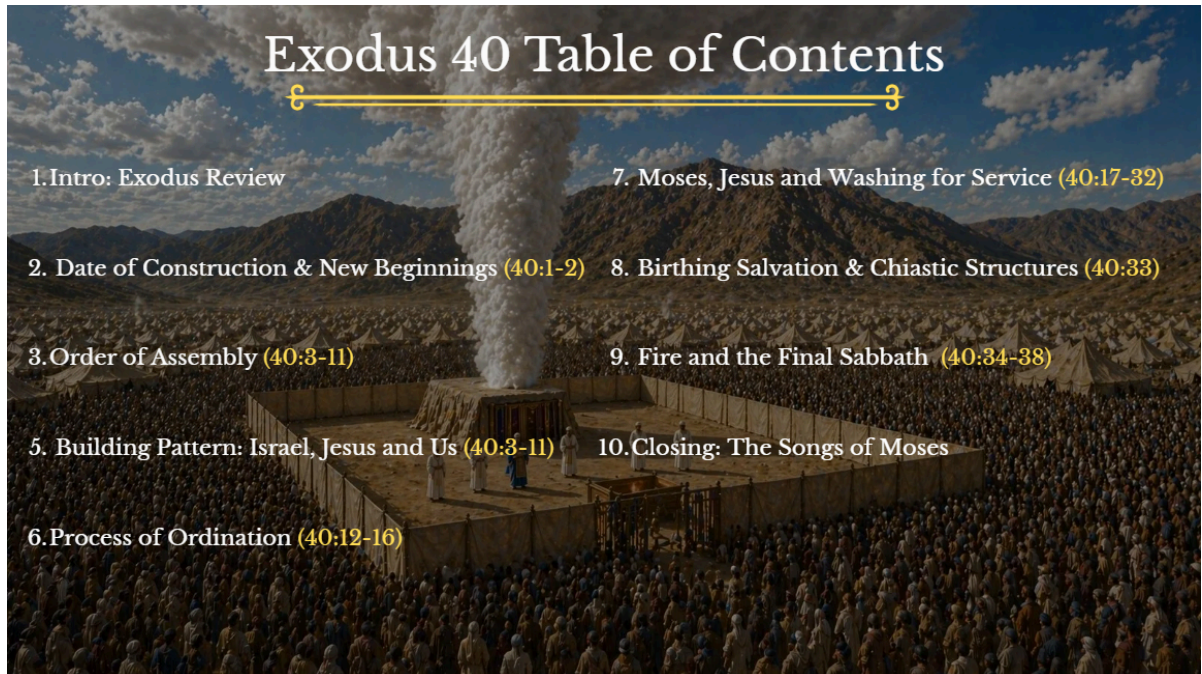 Exodus 40 Table of Contents
1.Intro: Exodus Review
2. Date of Construction & New Beginnings (40:1-2)
3.Order of Assembly (40:3-11)
5. Building Pattern: Israel, Jesus and Us (40:3-11)
6.Process of Ordination (40:12-16)
7. Moses, Jesus and Washing for Service (40:17-32)
8. Birthing Salvation & Chiastic Structures (40:33)
9. Fire and the Final Sabbath (40:34-38)
10.Closing: The Songs of Moses